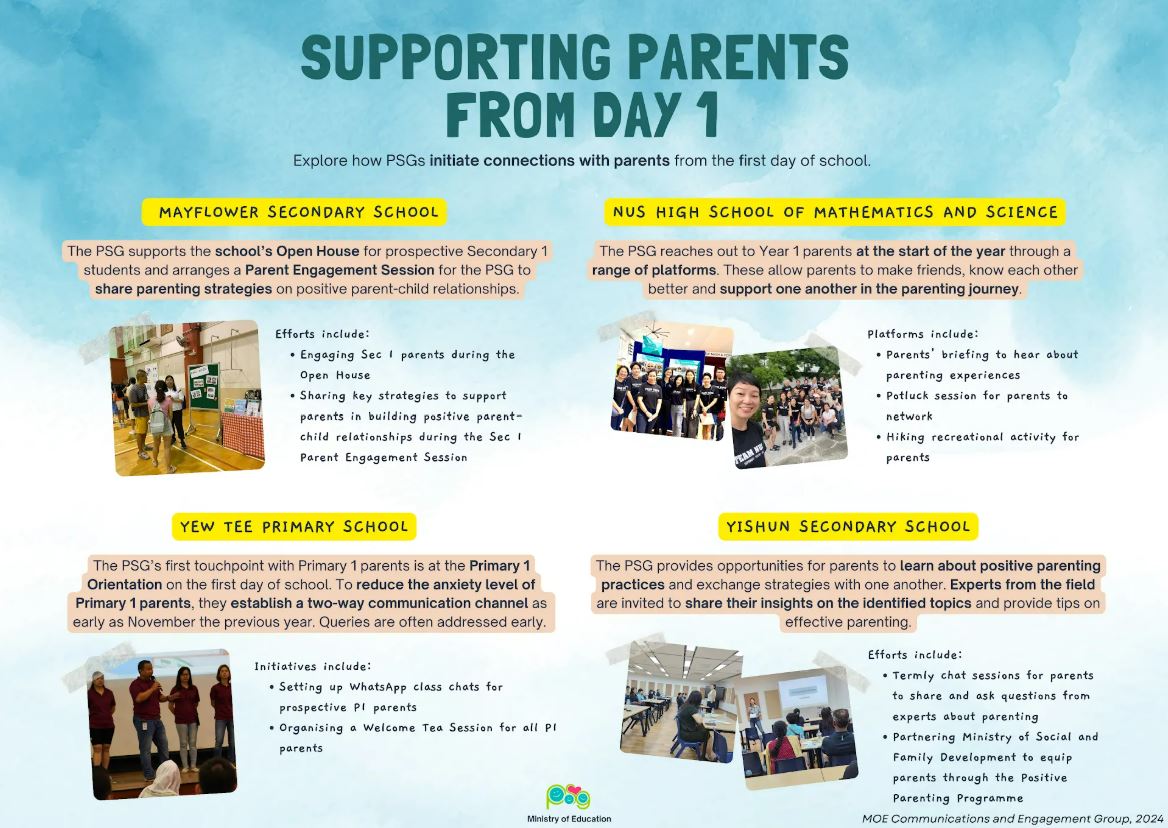 SUPPORTING PARENTS
FROM DAY 1
Explore how PSGs initiate connections with parents from the first day of school.
MAYFLOWER SECONDARY SCHOOL
The PSG supports the school's Open House for prospective Secondary 1
students and arranges a Parent Engagement Session for the PSG to
share parenting strategies on positive parent-child relationships.
Efforts include:
• Engaging Sec 1 parents during the
Open House
• Sharing key strategies to support
parents in building positive parent-
child relationships during the Sec 1
Parent Engagement Session
NUS HIGH SCHOOL OF MATHEMATICS AND SCIENCE
The PSG reaches out to Year 1 parents at the start of the year through a
range of platforms. These allow parents to make friends, know each other
better and support one another in the parenting journey.
Platforms include:
• Parents' briefing to hear about
parenting experiences
• Potluck session for parents to
network
• Hiking recreational activity for
parents
YEW TEE PRIMARY SCHOOL
The PSG's first touchpoint with Primary 1 parents is at the Primary 1
Orientation on the first day of school. To reduce the anxiety level of
Primary 1 parents, they establish a two-way communication channel as
early as November the previous year. Queries are often addressed early.
Initiatives include:
• Setting up WhatsApp class chats for
prospective P1 parents
• Organising a Welcome Tea Session for all P1
parents
YISHUN SECONDARY SCHOOL
The PSG provides opportunities for parents to learn about positive parenting
practices and exchange strategies with one another. Experts from the field
are invited to share their insights on the identified topics and provide tips on
effective parenting.
Efforts include:
• Termly chat sessions for parents
to share and ask questions from
experts about parenting
• Partnering Ministry of Social and
Family Development to equip
parents through the Positive
Parenting Programme
psg
Ministry of Education
MOE Communications and Engagement Group, 2024